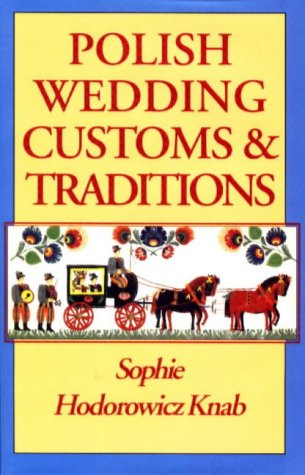 POLISH
WEDDING
CUSTOMS &
TRADITIONS
Sophie
Hodorowicz Knab